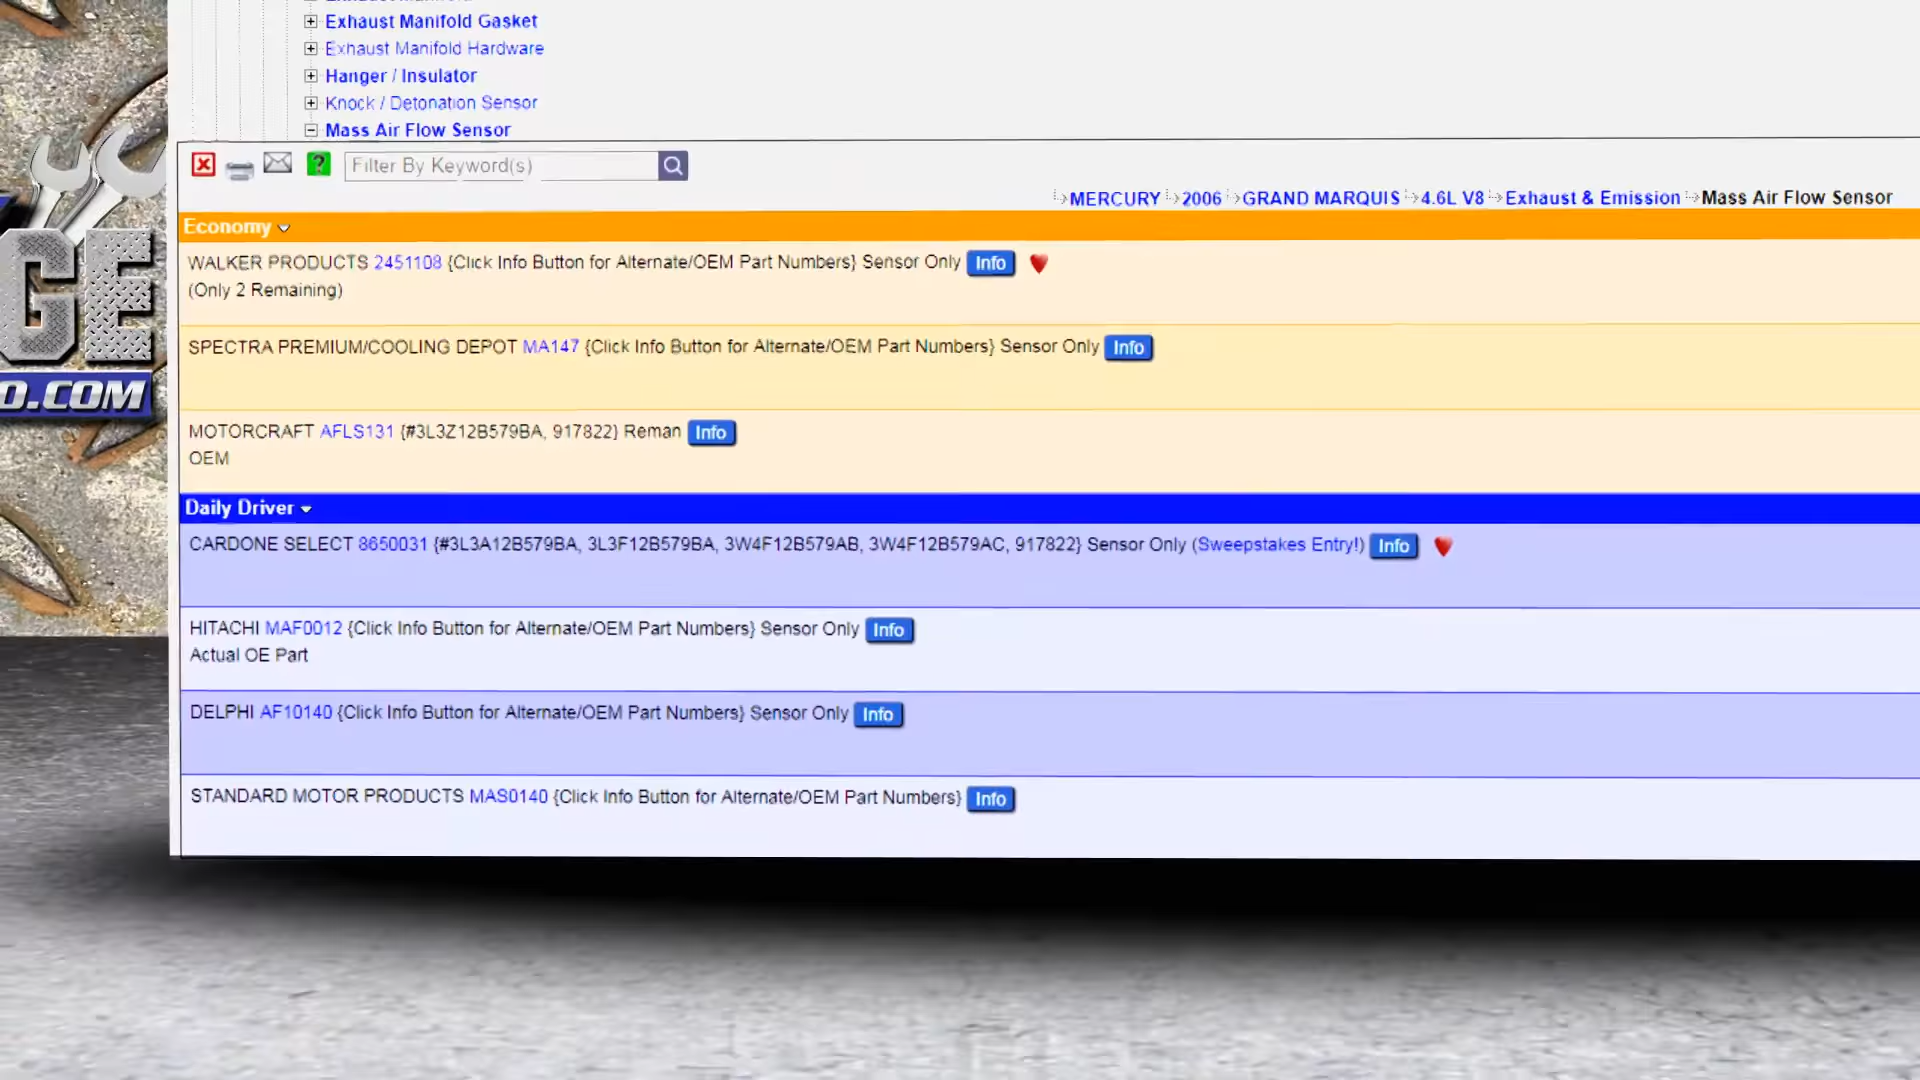 Exhaust Manifold Gasket
Exhaust Manifold Hardware
Hanger / Insulator
Knock / Detonation Sensor
Mass Air Flow Sensor
Filter By Keyword(s)
MERCURY 2006 GRAND MARQUIS 4.6L V8 Exhaust & Emission Mass Air Flow Sensor
Economy
WALKER PRODUCTS 2451108 {Click Info Button for Alternate/OEM Part Numbers} Sensor Only Info
(Only 2 Remaining)
SPECTRA PREMIUM/COOLING DEPOT MA147 {Click Info Button for Alternate/OEM Part Numbers} Sensor Only Info
MOTORCRAFT AFLS131 {#3L3Z12B579BA, 917822} Reman Info
OEM
Daily Driver
CARDONE SELECT 8650031 {#3L3A12B579BA, 3L3F12B579BA, 3W4F12B579AB, 3W4F12B579AC, 917822} Sensor Only (Sweepstakes Entry!) Info
HITACHI MAF0012 {Click Info Button for Alternate/OEM Part Numbers} Sensor Only Info
Actual OE Part
DELPHI AF10140 {Click Info Button for Alternate/OEM Part Numbers} Sensor Only Info
STANDARD MOTOR PRODUCTS MAS0140 {Click Info Button for Alternate/OEM Part Numbers} Info
GE
O.COM